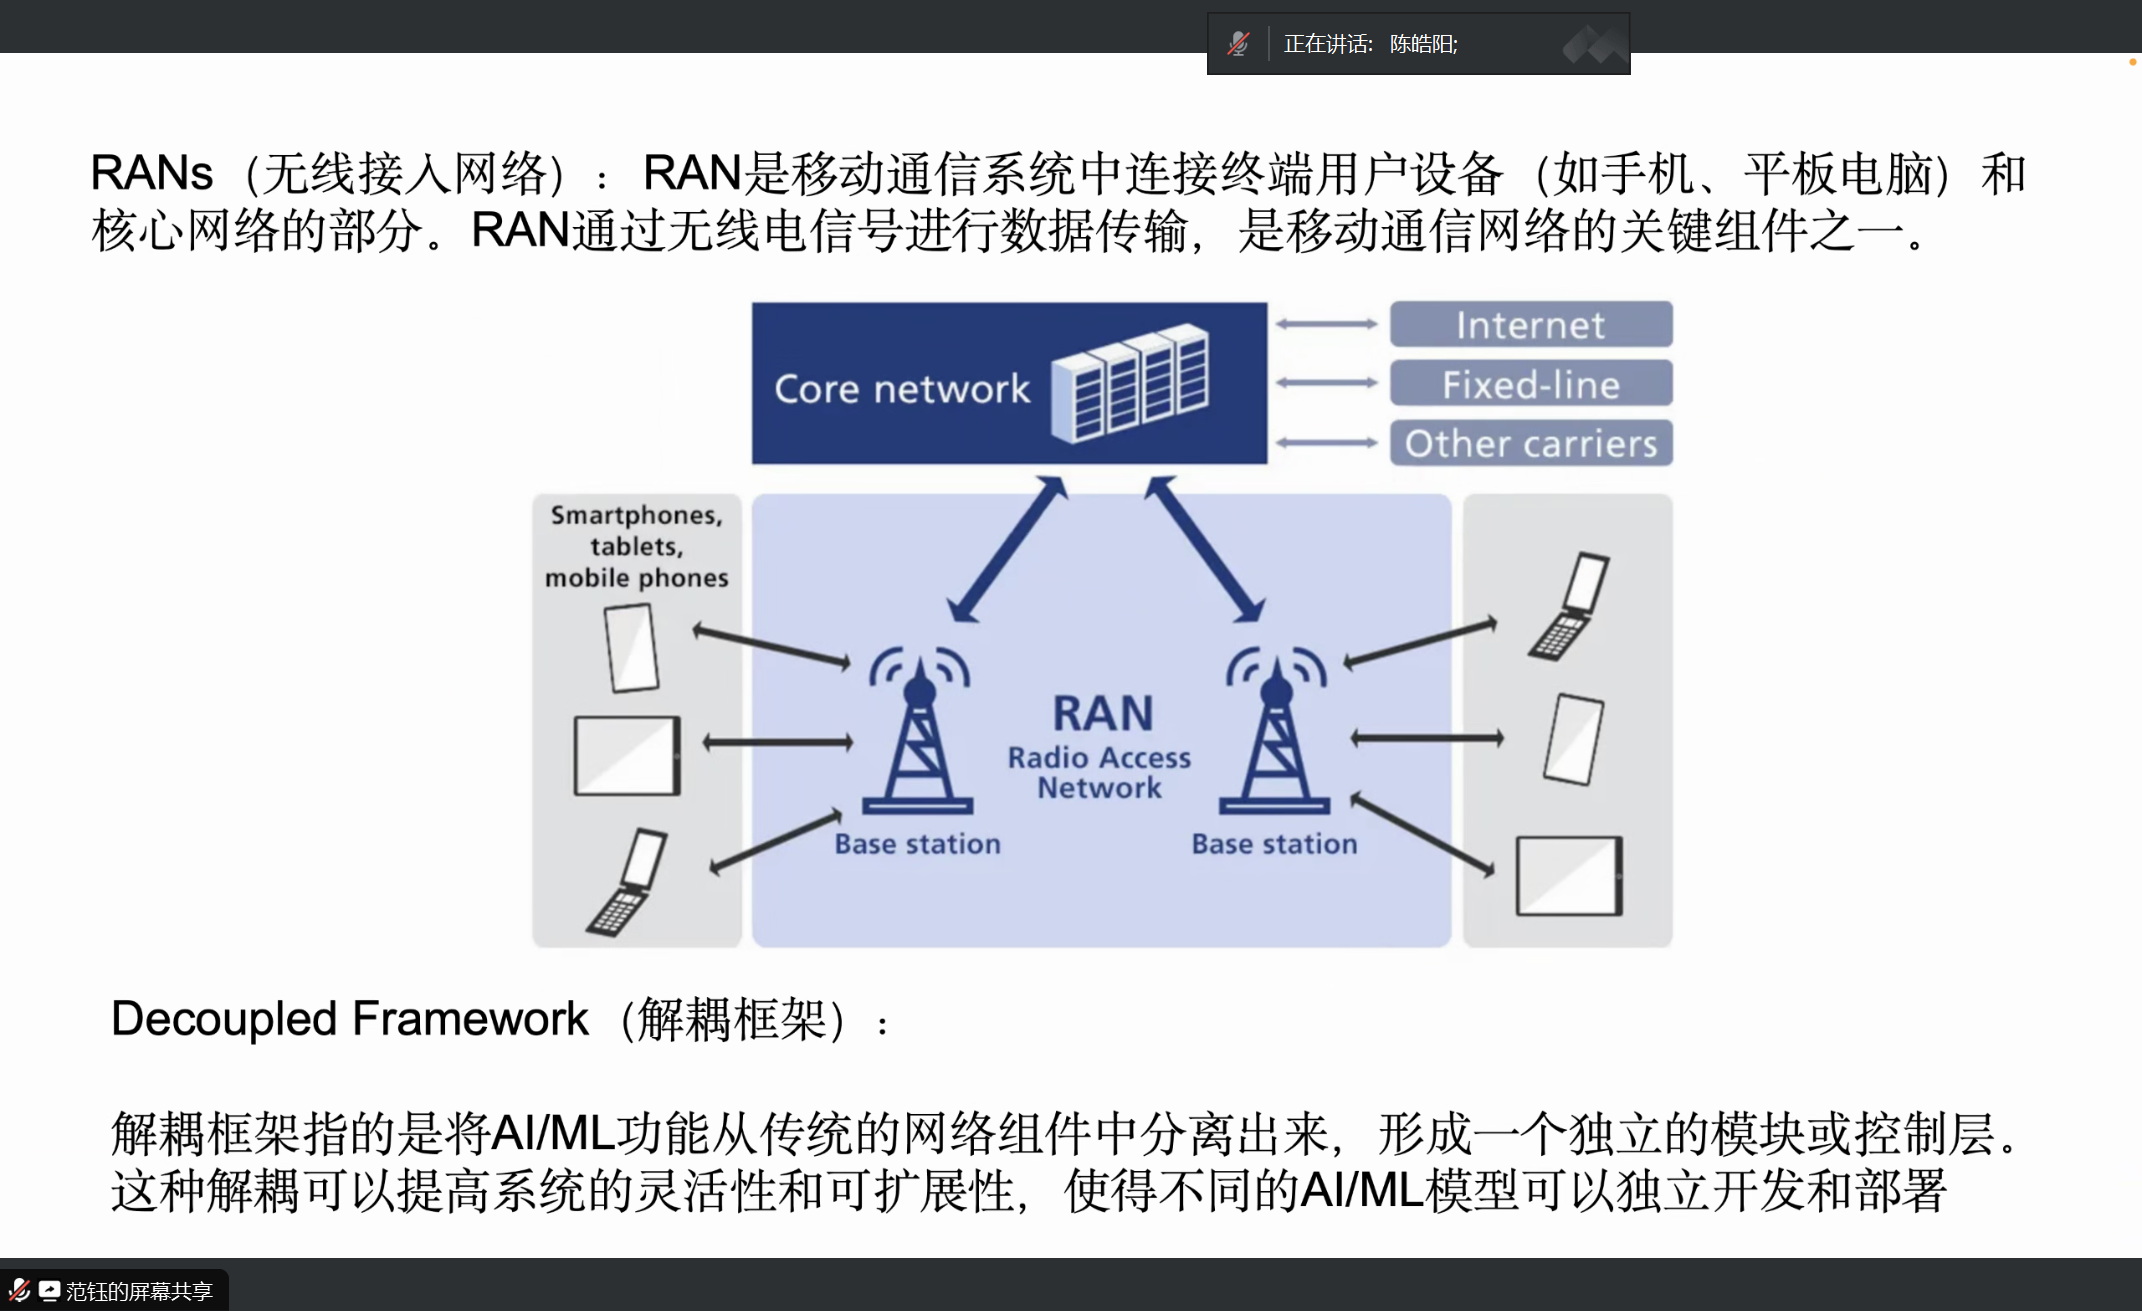 正在讲话: 陈皓阳;
RANs（无线接入网络）：RAN是移动通信系统中连接终端用户设备（如手机、平板电脑）和
核心网络的部分。RAN通过无线电信号进行数据传输，是移动通信网络的关键组件之一。
Core network
Internet
Fixed-line
Other carriers
Smartphones,
tablets,
mobile phones
RAN
Radio Access
Network
Base station
Base station
Decoupled Framework（解耦框架）：
解耦框架指的是将AI/ML功能从传统的网络组件中分离出来，形成一个独立的模块或控制层。
这种解耦可以提高系统的灵活性和可扩展性，使得不同的AI/ML模型可以独立开发和部署
范钰的屏幕共享